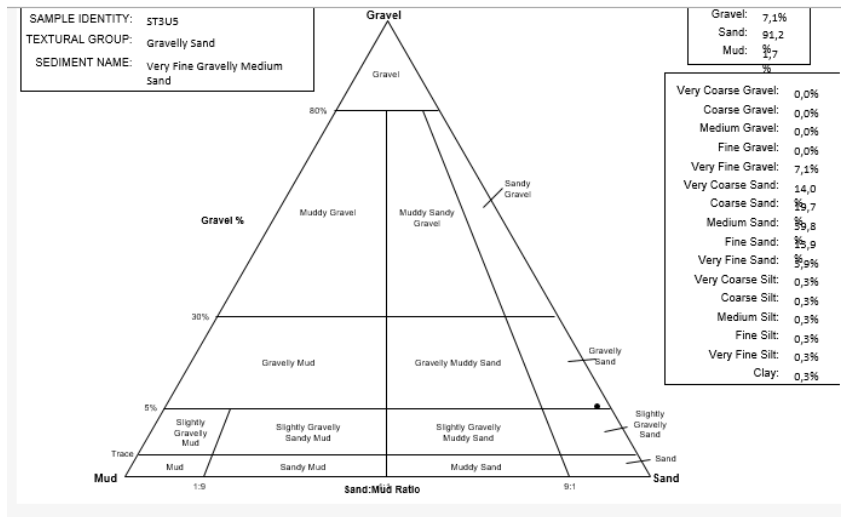 SAMPLE IDENTITY: ST3U5
TEXTURAL GROUP: Gravelly Sand
SEDIMENT NAME: Very Fine Gravelly Medium
Sand
Gravel
Gravel: 7,1%
Sand: 91,2
%
Mud: 1,7
%
Very Coarse Gravel: 0,0%
Coarse Gravel: 0,0%
Medium Gravel: 0,0%
Fine Gravel: 0,0%
Very Fine Gravel: 7,1%
Very Coarse Sand: 14,0
%
Coarse Sand: 19,7
%
Medium Sand: 39,8
%
Fine Sand: 13,9
%
Very Fine Sand: 3,9%
Very Coarse Silt: 0,3%
Coarse Silt: 0,3%
Medium Silt: 0,3%
Fine Silt: 0,3%
Very Fine Silt: 0,3%
Clay: 0,3%
Gravel
80%
Sandy
Gravel
Muddy Gravel
Muddy Sandy
Gravel
Gravel %
30%
Gravelly Mud
Gravelly Muddy Sand
Gravelly
Sand
5%
Slightly
Gravelly
Mud
Slightly Gravelly
Sandy Mud
Slightly Gravelly
Muddy Sand
Slightly
Gravelly
Sand
Trace
Mud
Sandy Mud
Muddy Sand
Sand
Mud
Sand
1:9
9:1
Sand:Mud Ratio